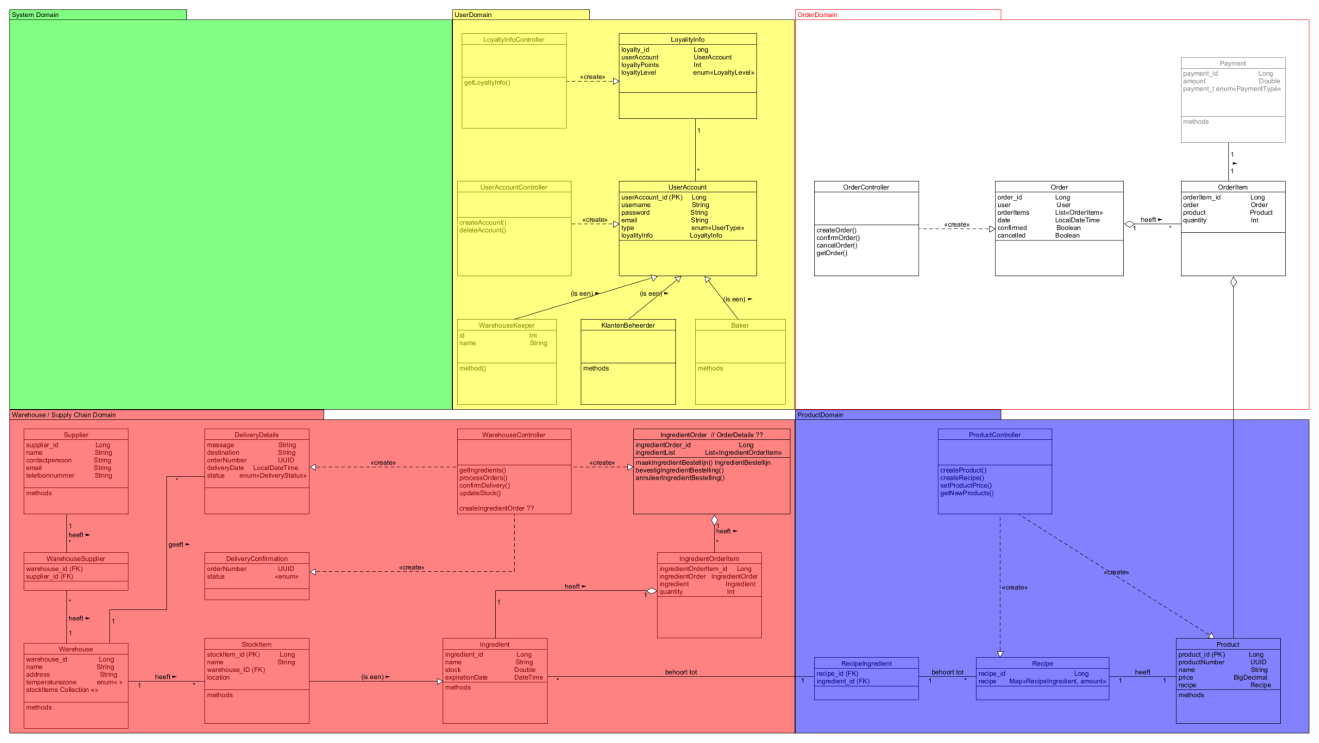 System Domain
UserDomain
OrderDomain
LoyaltyInfoController
getLoyaltyInfo()
«create»
LoyalityInfo
loyalty_id Long
userAccount UserAccount
loyaltyPoints Int
loyaltyLevel enum«LoyaltyLevel»
1
*
UserAccountController
createAccount()
deleteAccount()
«create»
UserAccount
userAccount_id (PK) Long
username String
password String
email String
type enum«UserType»
loyalityInfo LoyaltyInfo
(is een) ►
(is een) ►
(is een) ►
WarehouseKeeper
id Int
name String
method()
KlantenBeheerder
methods
Baker
methods
Payment
payment_id Long
amount Double
payment_t enum«PaymentType»
methods
1
►
1
OrderController
createOrder()
confirmOrder()
cancelOrder()
getOrder()
«create»
Order
order_id Long
user User
orderItems List«OrderItem»
date LocalDateTime
confirmed Boolean
cancelled Boolean
heeft ►
1 *
OrderItem
orderItem_id Long
order Order
product Product
quantity Int
Warehouse / Supply Chain Domain
Supplier
supplier_id Long
name String
contactpersoon String
email String
telefoonnummer String
methods
1
heeft ►
*
WarehouseSupplier
warehouse_id (FK)
supplier_id (FK)
*
heeft ►
1
Warehouse
warehouse_id Long
name String
address String
temperaturezone enum« »
stockItems Collection «»
methods
DeliveryDetails
message String
destination String
orderNumber UUID
deliveryDate LocalDateTime
status enum«DeliveryStatus»
*
geeft ►
1
DeliveryConfirmation
orderNumber UUID
status «enum»
«create»
«create»
WarehouseController
getIngredients()
processOrders()
confirmDelivery()
updateStock()
createIngredientOrder ??
«create»
IngredientOrder // OrderDetails ??
ingredientOrder_id Long
ingredientList List«IngredientOrderItem»
maakIngredientBestellijn() IngredientBestellijn
bevestigIngredientBestelling()
annuleerIngredientBestelling()
1
heeft ►
*
IngredientOrderItem
ingredientOrderItem_id Long
ingredientOrder IngredientOrder
ingredient Ingredient
quantity Int
heeft ►
1
1
heeft ►
1 *
StockItem
stockItem_id (PK) Long
name String
warehouse_ID (FK)
location
methods
(is een) ►
Ingredient
ingredient_id Long
name String
stock Double
expirationDate DateTime
methods
behoort tot
* 1
ProductDomain
ProductController
createProduct()
createRecipe()
setProductPrice()
getNewProducts()
«create»
«create»
RecipeIngredient
recipe_id (FK)
ingredient_id (FK)
behoort tot
1 *
Recipe
recipe_id Long
recipe Map«RecipeIngredient, amount»
heeft
1 1
Product
product_id (PK) Long
productNumber UUID
name String
price BigDecimal
recipe Recipe
methods